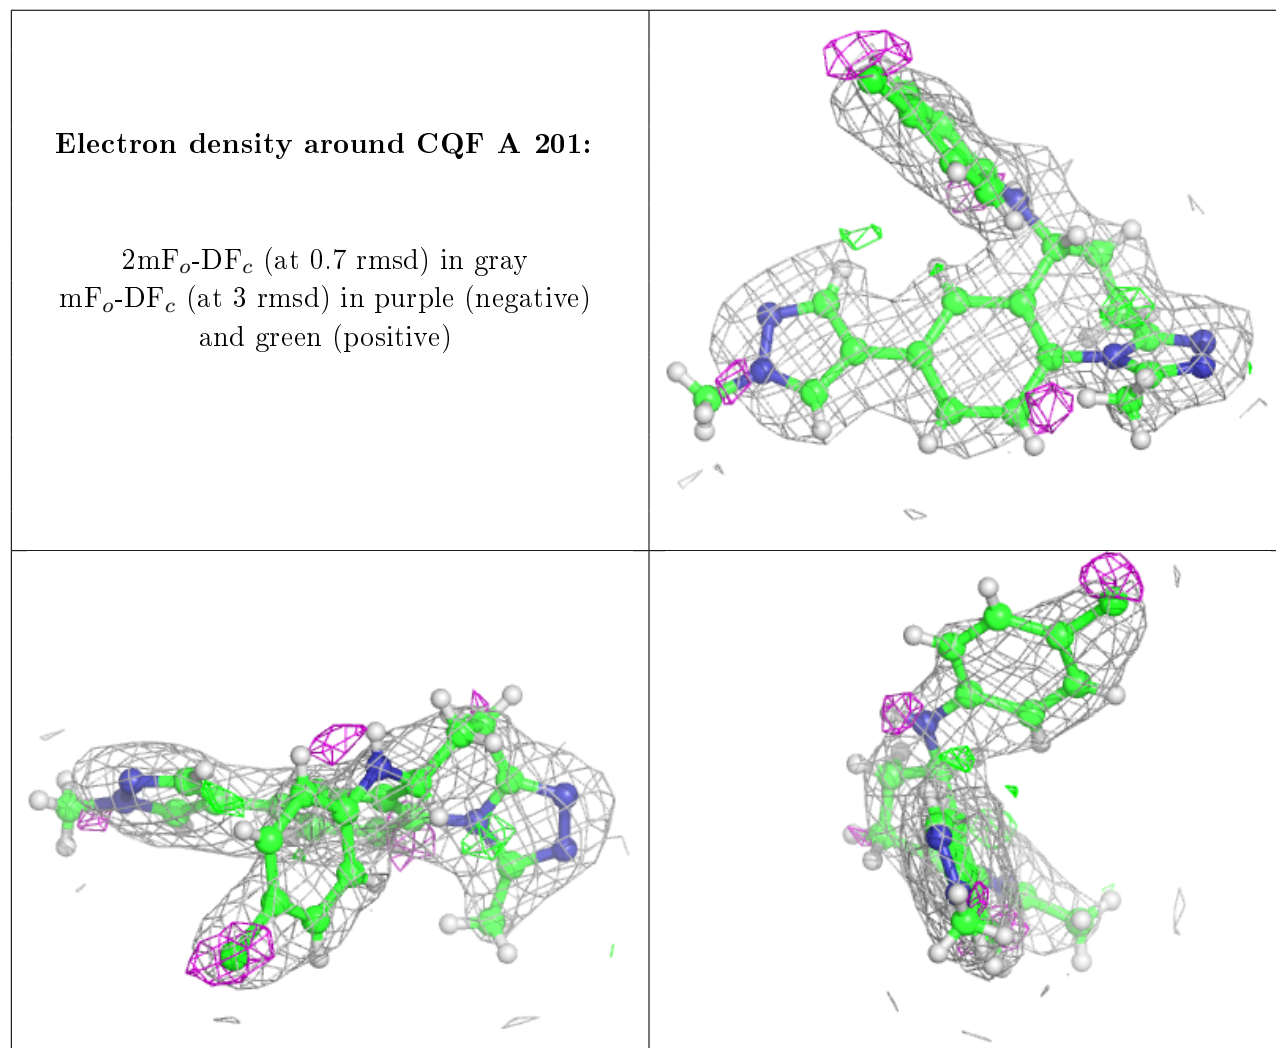 Electron density around CQF A 201:
2mFₒ-DF𝒸 (at 0.7 rmsd) in gray
mFₒ-DF𝒸 (at 3 rmsd) in purple (negative)
and green (positive)